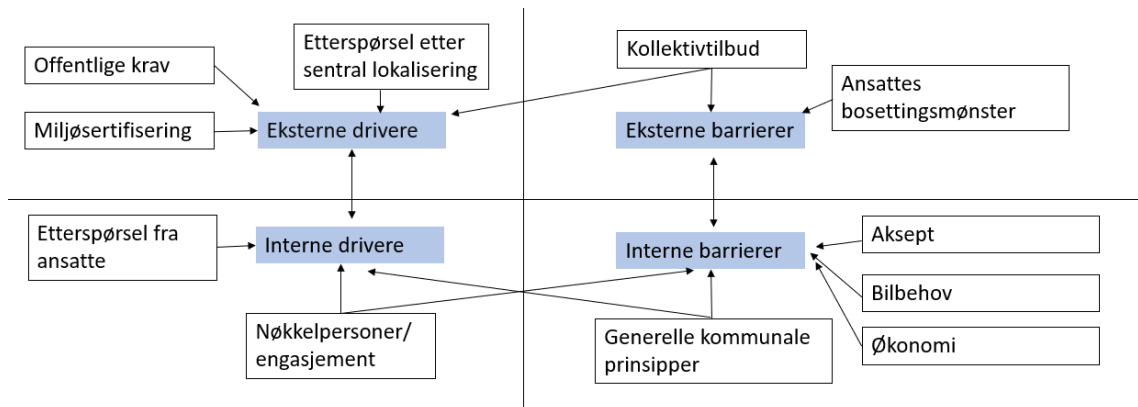 Offentlige krav
Etterspørsel etter
sentral lokalisering
Kollektivtilbud
Ansattes
bosettingsmønster
Miljøsertifisering
Eksterne drivere
Eksterne barrierer
Etterspørsel fra
ansatte
Interne drivere
Interne barrierer
Aksept
Bilbehov
Økonomi
Nøkkelpersoner/
engasjement
Generelle kommunale
prinsipper